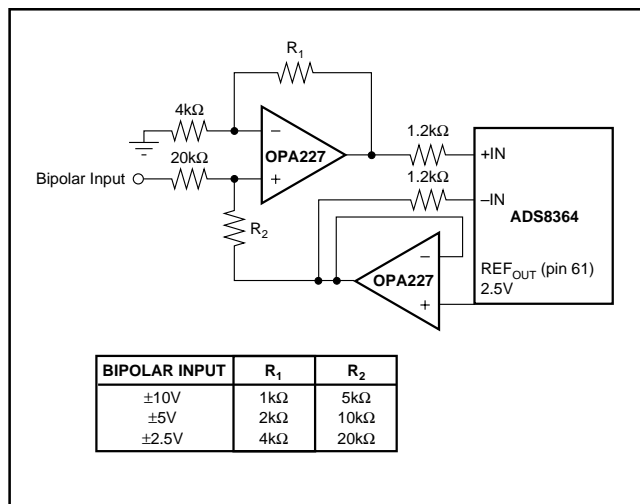 R1
4kΩ
−
OPA227
+
20kΩ
Bipolar Input
R2
1.2kΩ
+IN
1.2kΩ
−IN
ADS8364
REFOUT (pin 61)
2.5V
−
OPA227
+
BIPOLAR INPUT R1 R2
±10V 1kΩ 5kΩ
±5V 2kΩ 10kΩ
±2.5V 4kΩ 20kΩ